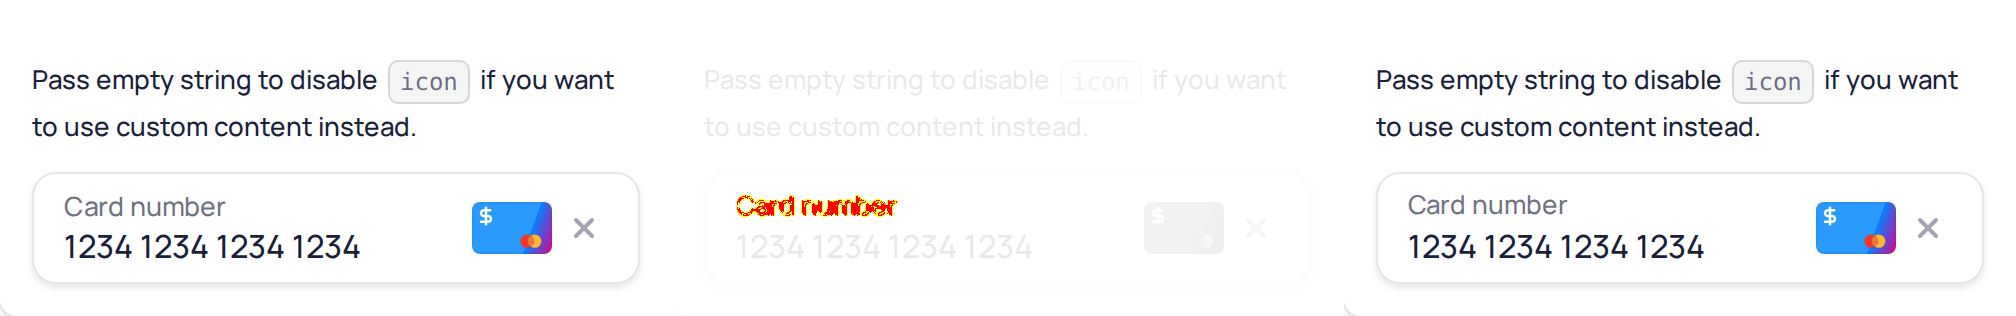 Pass empty string to disable icon if you want
to use custom content instead.
Card number
1234 1234 1234 1234
$
Pass empty string to disable icon if you want
to use custom content instead.
Card number
1234 1234 1234 1234
$
Pass empty string to disable icon if you want
to use custom content instead.
Card number
1234 1234 1234 1234
$